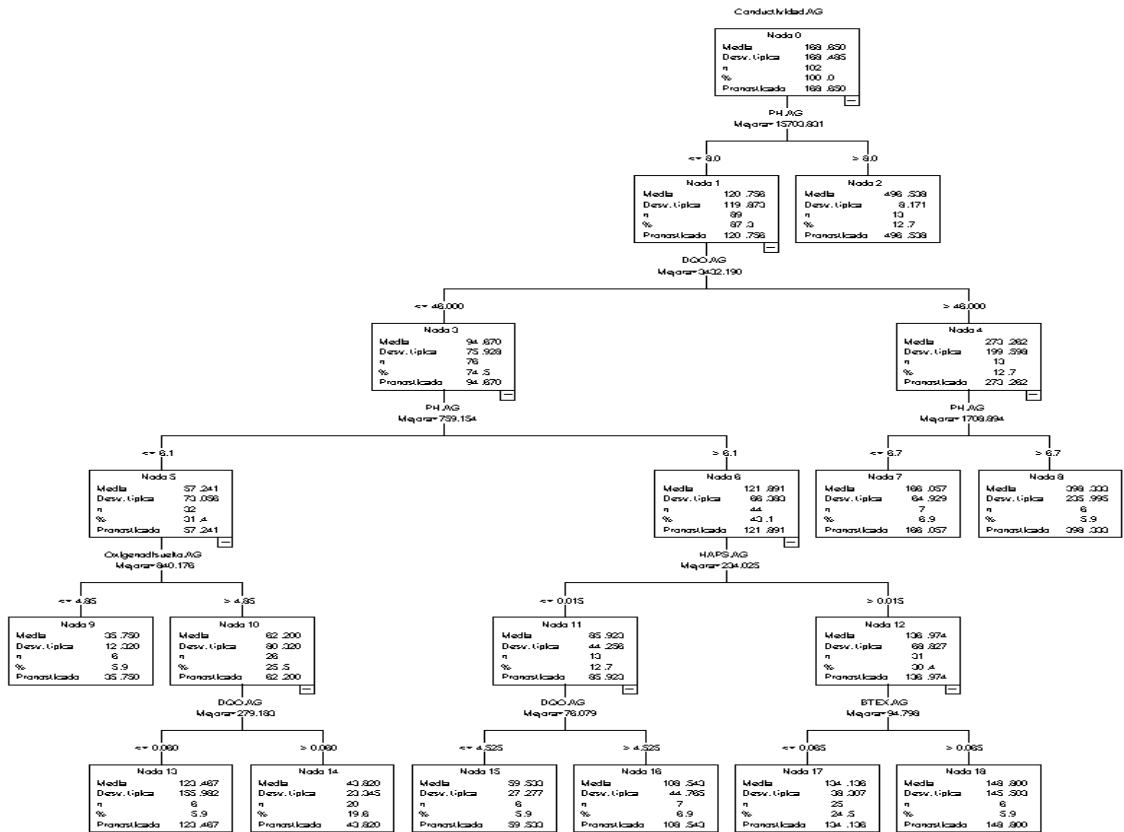 Conductividad.AG
Nodo 0
Media 168 .650
Desv. típica 168 .485
n 102
% 100 .0
Pronosticado 168 .650
PH.AG
Mejora=15703.831
<= 8.0
> 8.0
Nodo 1
Media 120 .756
Desv. típica 119 .873
n 89
% 87 .3
Pronosticado 120 .756
Nodo 2
Media 496 .538
Desv. típica 8 .171
n 13
% 12 .7
Pronosticado 496 .538
DQO.AG
Mejora=3432.190
<= 46.000
> 46.000
Nodo 3
Media 94 .670
Desv. típica 75 .928
n 76
% 74 .5
Pronosticado 94 .670
Nodo 4
Media 273 .262
Desv. típica 199 .598
n 13
% 12 .7
Pronosticado 273 .262
PH.AG
Mejora=759.154
PH.AG
Mejora=1708.894
<= 6.1
> 6.1
<= 6.7
> 6.7
Nodo 5
Media 57 .241
Desv. típica 73 .056
n 32
% 31 .4
Pronosticado 57 .241
Nodo 6
Media 121 .891
Desv. típica 66 .383
n 44
% 43 .1
Pronosticado 121 .891
Nodo 7
Media 166 .057
Desv. típica 64 .929
n 7
% 6 .9
Pronosticado 166 .057
Nodo 8
Media 398 .333
Desv. típica 235 .995
n 6
% 5 .9
Pronosticado 398 .333
Oxigenodisuelto.AG
Mejora=840.176
HAPS.AG
Mejora=234.025
<= 4.85
> 4.85
<= 0.015
> 0.015
Nodo 9
Media 35 .750
Desv. típica 12 .320
n 6
% 5 .9
Pronosticado 35 .750
Nodo 10
Media 62 .200
Desv. típica 80 .320
n 26
% 25 .5
Pronosticado 62 .200
Nodo 11
Media 85 .923
Desv. típica 44 .256
n 13
% 12 .7
Pronosticado 85 .923
Nodo 12
Media 136 .974
Desv. típica 68 .827
n 31
% 30 .4
Pronosticado 136 .974
DQO.AG
Mejora=279.183
DQO.AG
Mejora=76.079
BTEX.AG
Mejora=94.798
<= 0.060
> 0.060
<= 4.525
> 4.525
<= 0.065
> 0.065
Nodo 13
Media 123 .467
Desv. típica 155 .982
n 6
% 5 .9
Pronosticado 123 .467
Nodo 14
Media 43 .820
Desv. típica 23 .345
n 20
% 19 .6
Pronosticado 43 .820
Nodo 15
Media 59 .533
Desv. típica 27 .277
n 6
% 5 .9
Pronosticado 59 .533
Nodo 16
Media 108 .543
Desv. típica 44 .765
n 7
% 6 .9
Pronosticado 108 .543
Nodo 17
Media 134 .136
Desv. típica 38 .307
n 25
% 24 .5
Pronosticado 134 .136
Nodo 18
Media 148 .800
Desv. típica 145 .503
n 6
% 5 .9
Pronosticado 148 .800